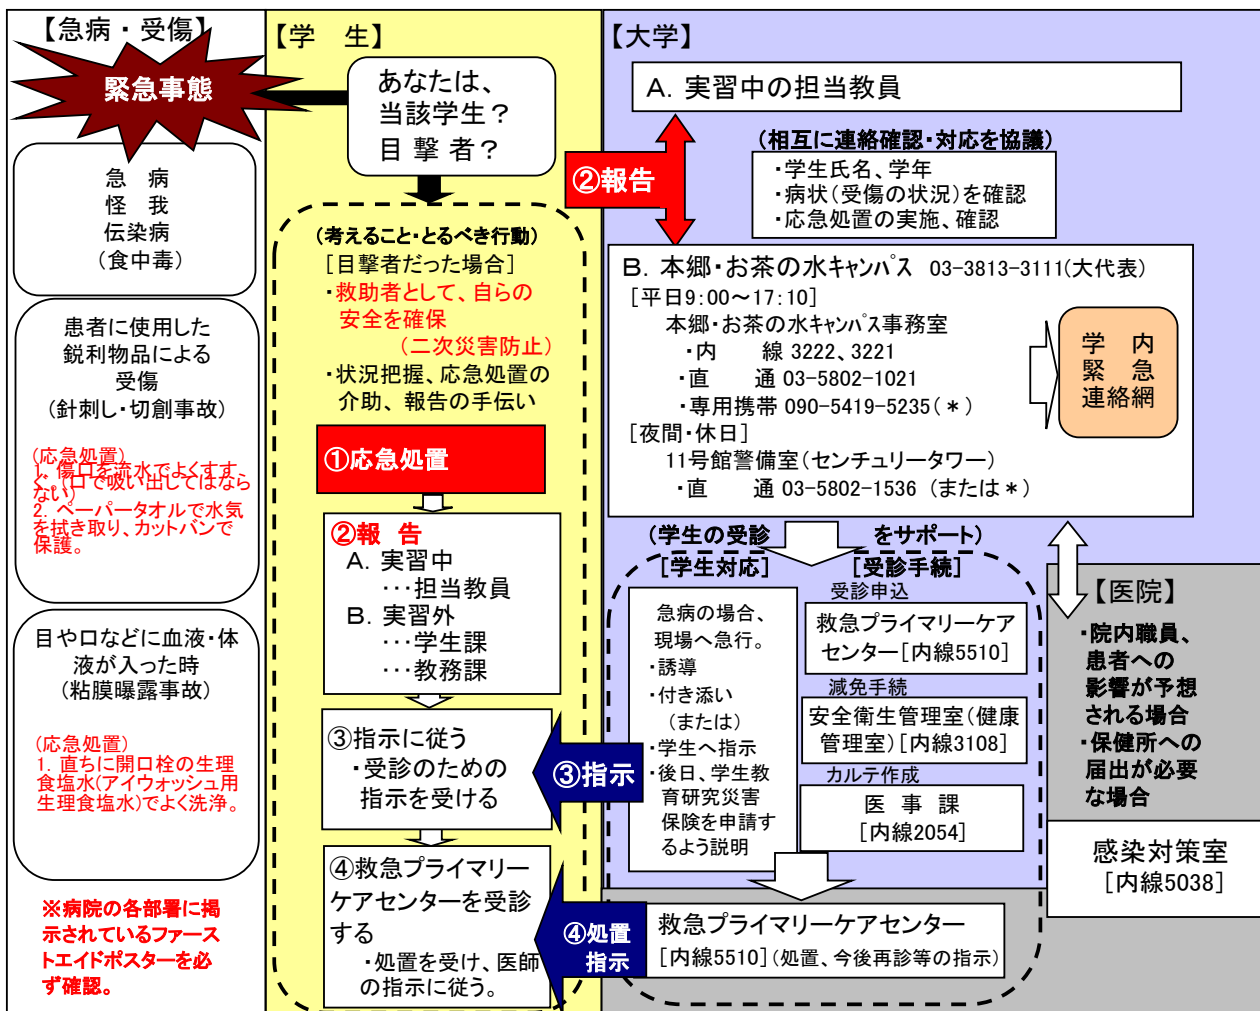 【急病・受傷】
緊急事態
急　病
怪　我
伝染病
(食中毒)
患者に使用した
鋭利物品による
受傷
(針刺し・切創事故)
(応急処置)
1. 傷口を流水でよくすす
ぐ。(口で吸い出してはなら
ない)
2. ペーパータオルで水気
を拭き取り、カットバンで
保護。
目や口などに血液・体
液が入った時
(粘膜曝露事故)
(応急処置)
1. 直ちに開口栓の生理
食塩水(アイウォッシュ用
生理食塩水)でよく洗浄。
※病院の各部署に掲
示されているファース
トエイドポスターを必
ず確認。
【学　生】
あなたは、
当該学生？
目 撃 者？
(考えること・とるべき行動)
[目撃者だった場合]
・救助者として、自らの
安全を確保
(二次災害防止)
・状況把握、応急処置の
介助、報告の手伝い
①応急処置
②報 告
A. 実習中
…担当教員
B. 実習外
…学生課
…教務課
③指示に従う
・受診のための
指示を受ける
④救急プライマリー
ケアセンターを受診
する
・処置を受け、医師
の指示に従う。
【大学】
A. 実習中の担当教員
②報告
(相互に連絡確認・対応を協議)
・学生氏名、学年
・病状(受傷の状況)を確認
・応急処置の実施、確認
B. 本郷・お茶の水キャンパス 03-3813-3111(大代表)
[平日9:00～17:10]
本郷・お茶の水キャンパス事務室
・内　線 3222、3221
・直　通 03-5802-1021
・専用携帯 090-5419-5235(＊)
[夜間・休日]
11号館警備室(センチュリータワー)
・直　通 03-5802-1536 (または＊)
学　内
緊　急
連絡網
(学生の受診　をサポート)
[学生対応]
急病の場合、
現場へ急行。
・誘導
・付き添い
(または)
・学生へ指示
・後日、学生教
育研究災害
保険を申請す
るよう説明
[受診手続]
受診申込
救急プライマリーケア
センター[内線5510]
減免手続
安全衛生管理室(健康
管理室)[内線3108]
カルテ作成
医 事 課
[内線2054]
③指示
④処置
指示
救急プライマリーケアセンター
[内線5510](処置、今後再診等の指示)
【医院】
・院内職員、
患者への
影響が予想
される場合
・保健所への
届出が必要
な場合
感染対策室
[内線5038]